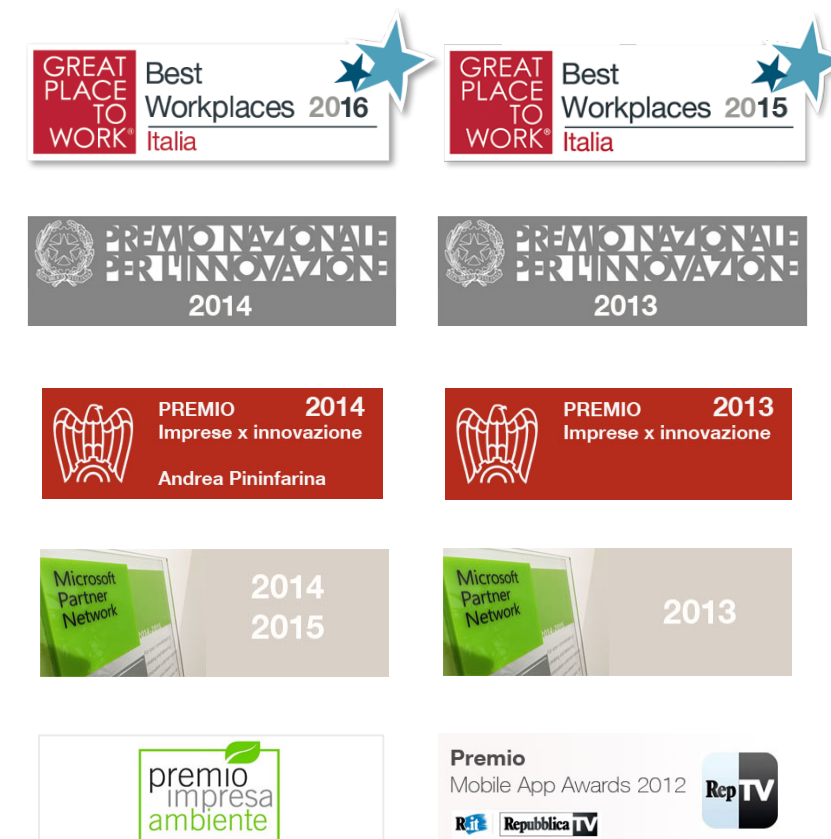 GREAT
PLACE
TO
WORK®
Best
Workplaces 2016
Italia
GREAT
PLACE
TO
WORK®
Best
Workplaces 2015
Italia
PREMIO NAZIONALE
PER L'INNOVAZIONE
2014
PREMIO NAZIONALE
PER L'INNOVAZIONE
2013
PREMIO 2014
Imprese x innovazione
Andrea Pininfarina
PREMIO 2013
Imprese x innovazione
Microsoft
Partner
Network
2014
2015
Microsoft
Partner
Network
2013
premio
impresa
ambiente
Premio
Mobile App Awards 2012
RepTV
R.it Repubblica TV